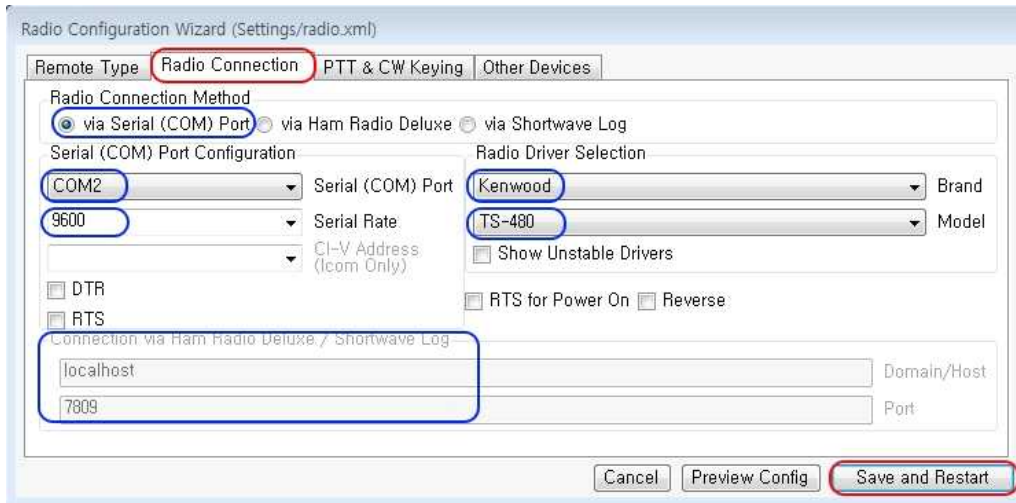 Radio Configuration Wizard (Settings/radio.xml)
Remote Type Radio Connection PTT & CW Keying Other Devices
Radio Connection Method
via Serial (COM) Port via Ham Radio Deluxe via Shortwave Log
Serial (COM) Port Configuration Radio Driver Selection
COM2 Serial (COM) Port Kenwood Brand
9600 Serial Rate TS-480 Model
CI-V Address
(Icom Only)
Show Unstable Drivers
DTR
RTS for Power On Reverse
RTS
Connection via Ham Radio Deluxe / Shortwave Log
localhost Domain/Host
7809 Port
Cancel Preview Config Save and Restart